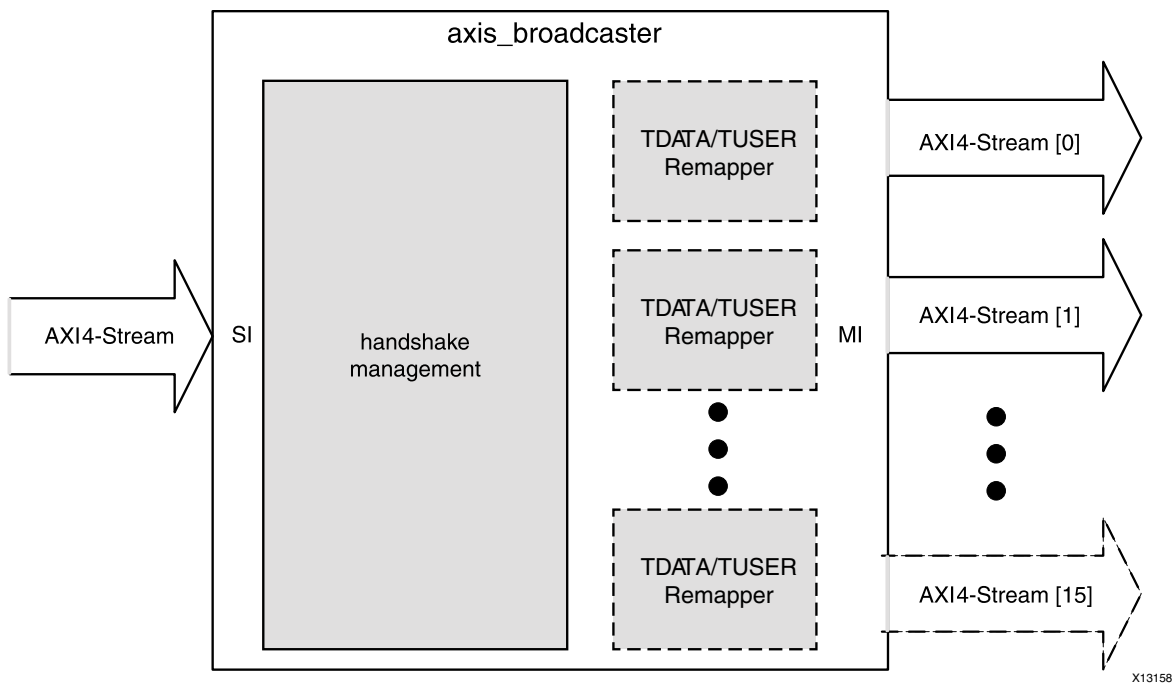 axis_broadcaster
TDATA/TUSER
Remapper
AXI4-Stream [0]
TDATA/TUSER
Remapper
AXI4-Stream [1]
AXI4-Stream
SI
handshake
management
MI
TDATA/TUSER
Remapper
AXI4-Stream [15]
X13158